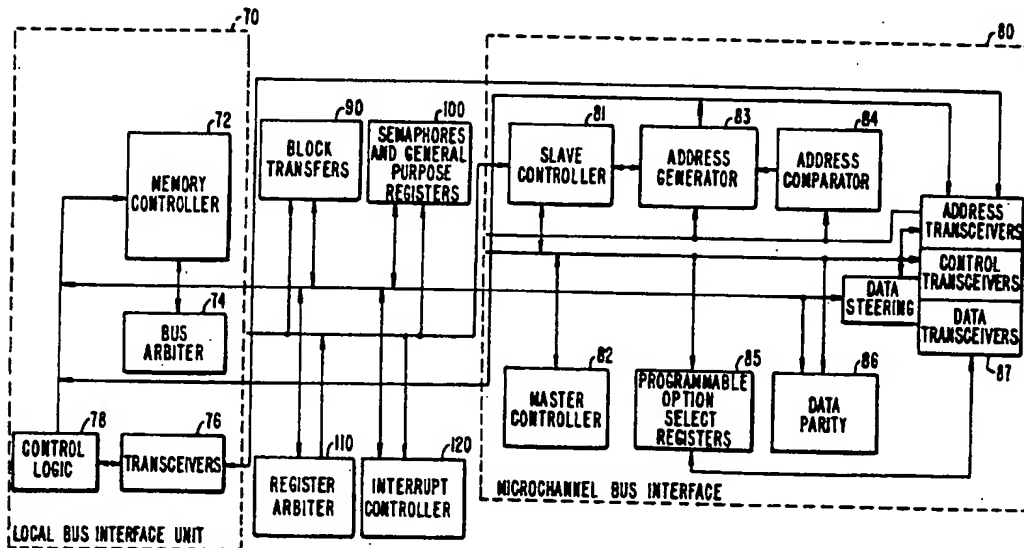 70
80
72
MEMORY
CONTROLLER
90
BLOCK
TRANSFERS
100
SEMAPHORES
AND GENERAL
PURPOSE
REGISTERS
81
SLAVE
CONTROLLER
83
ADDRESS
GENERATOR
84
ADDRESS
COMPARATOR
ADDRESS
TRANSCEIVERS
CONTROL
TRANSCEIVERS
DATA
TRANSCEIVERS
87
DATA
STEERING
74
BUS
ARBITER
82
MASTER
CONTROLLER
85
PROGRAMMABLE
OPTION
SELECT
REGISTERS
86
DATA
PARITY
78
CONTROL
LOGIC
76
TRANSCEIVERS
110
REGISTER
ARBITER
120
INTERRUPT
CONTROLLER
MICROCHANNEL BUS INTERFACE
LOCAL BUS INTERFACE UNIT